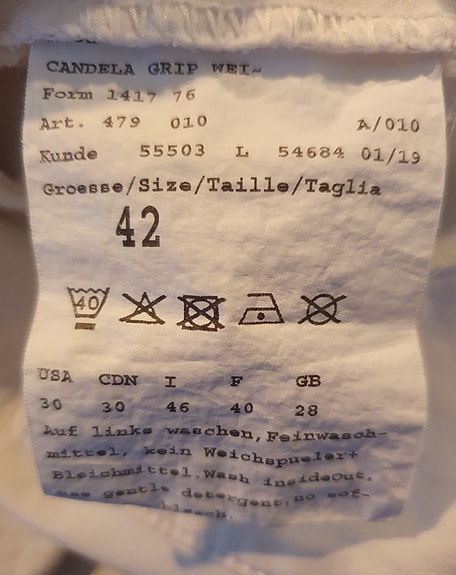 CANDELA GRIP WEI~
Form 1417 76
Art. 479 010 A/010
Kunde 55503 L 54684 01/19
Groesse/Size/Taille/Taglia
42
40
USA CDN I F GB
30 30 46 40 28
Auf links waschen,Feinwasch-
mittel, kein Weichspueler+
Bleichmittel.Wash insideOut,
use gentle detergent,no sof-